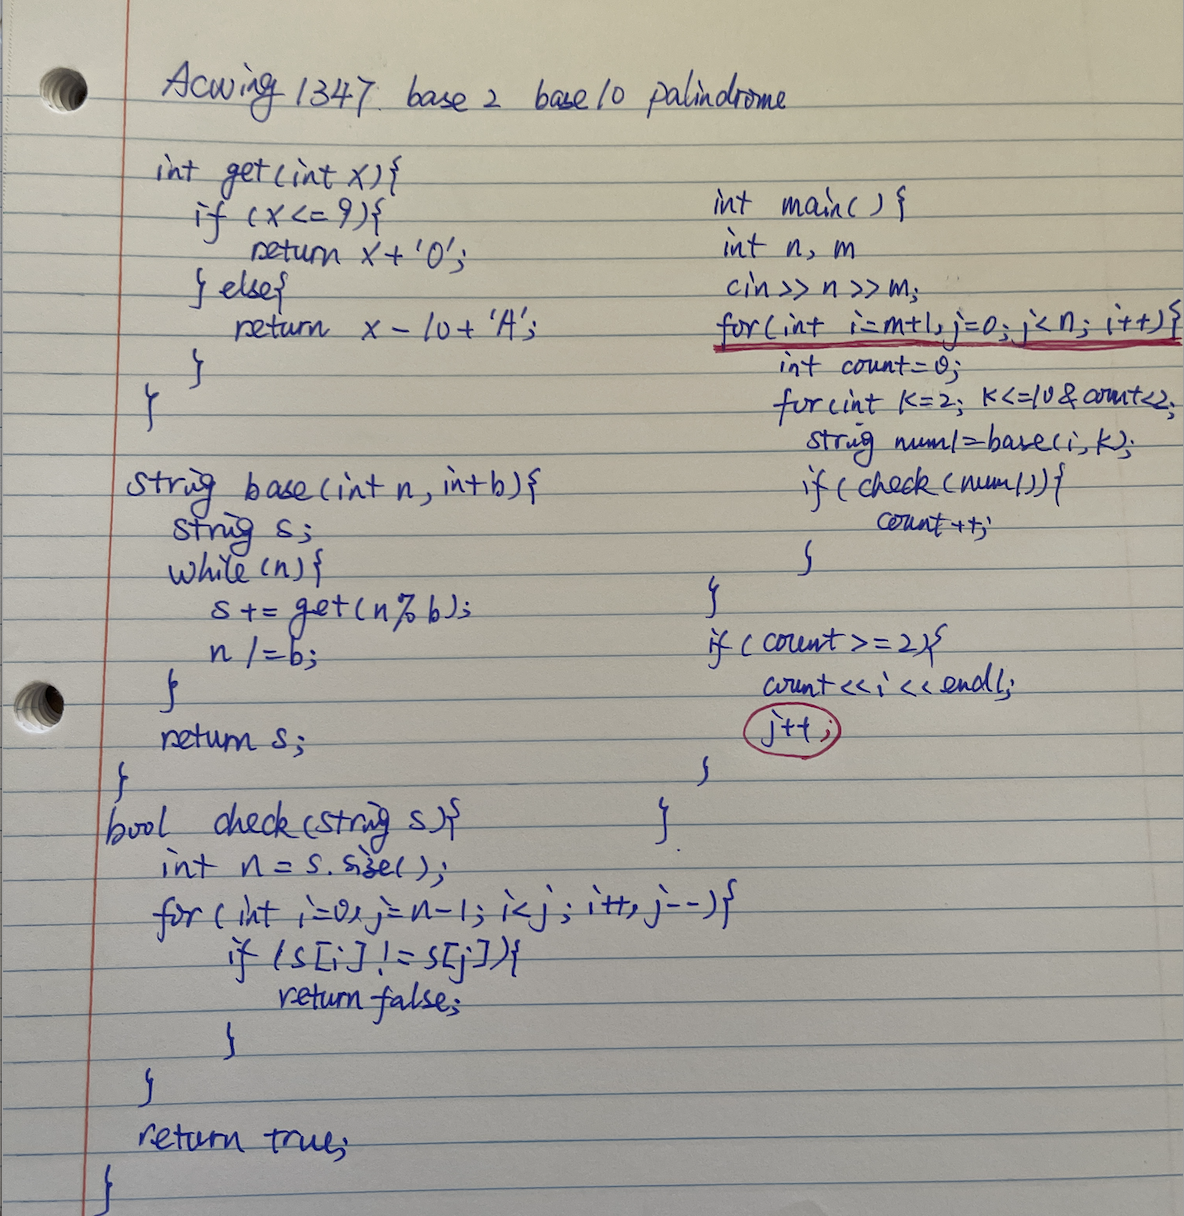 Acwing 1347. base 2 base 10 palindrome
int get(int x){
if (x<=9){
return x+'0';
} else{
return x-10+'A';
}
}
string base(int n, int b){
string s;
while(n){
s += get(n%b);
n /=b;
}
return s;
}
bool check(string s){
int n = s.size();
for(int i=0, j=n-1; i<j; i++, j--){
if (s[i] != s[j]){
return false;
}
}
return true;
}
int main(){
int n, m
cin>> n >>m;
for(int i=m+1, j=0; j<n; i++){
int count=0;
for(int k=2; k<=10 & count<2;
string num1=base(i, k);
if(check(num1)){
count++;
}
}
if(count>=2){
count<<i<<endl;
j++;
}
}